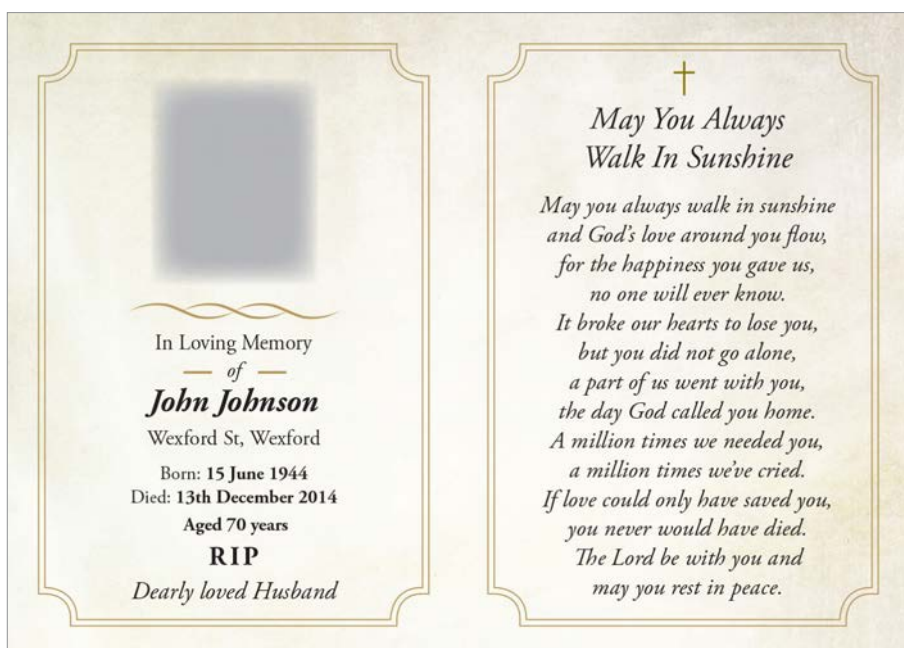 In Loving Memory
of
John Johnson
Wexford St, Wexford
Born: 15 June 1944
Died: 13th December 2014
Aged 70 years
RIP
Dearly loved Husband
May You Always
Walk In Sunshine
May you always walk in sunshine
and God's love around you flow,
for the happiness you gave us,
no one will ever know.
It broke our hearts to lose you,
but you did not go alone,
a part of us went with you,
the day God called you home.
A million times we needed you,
a million times we've cried.
If love could only have saved you,
you never would have died.
The Lord be with you and
may you rest in peace.